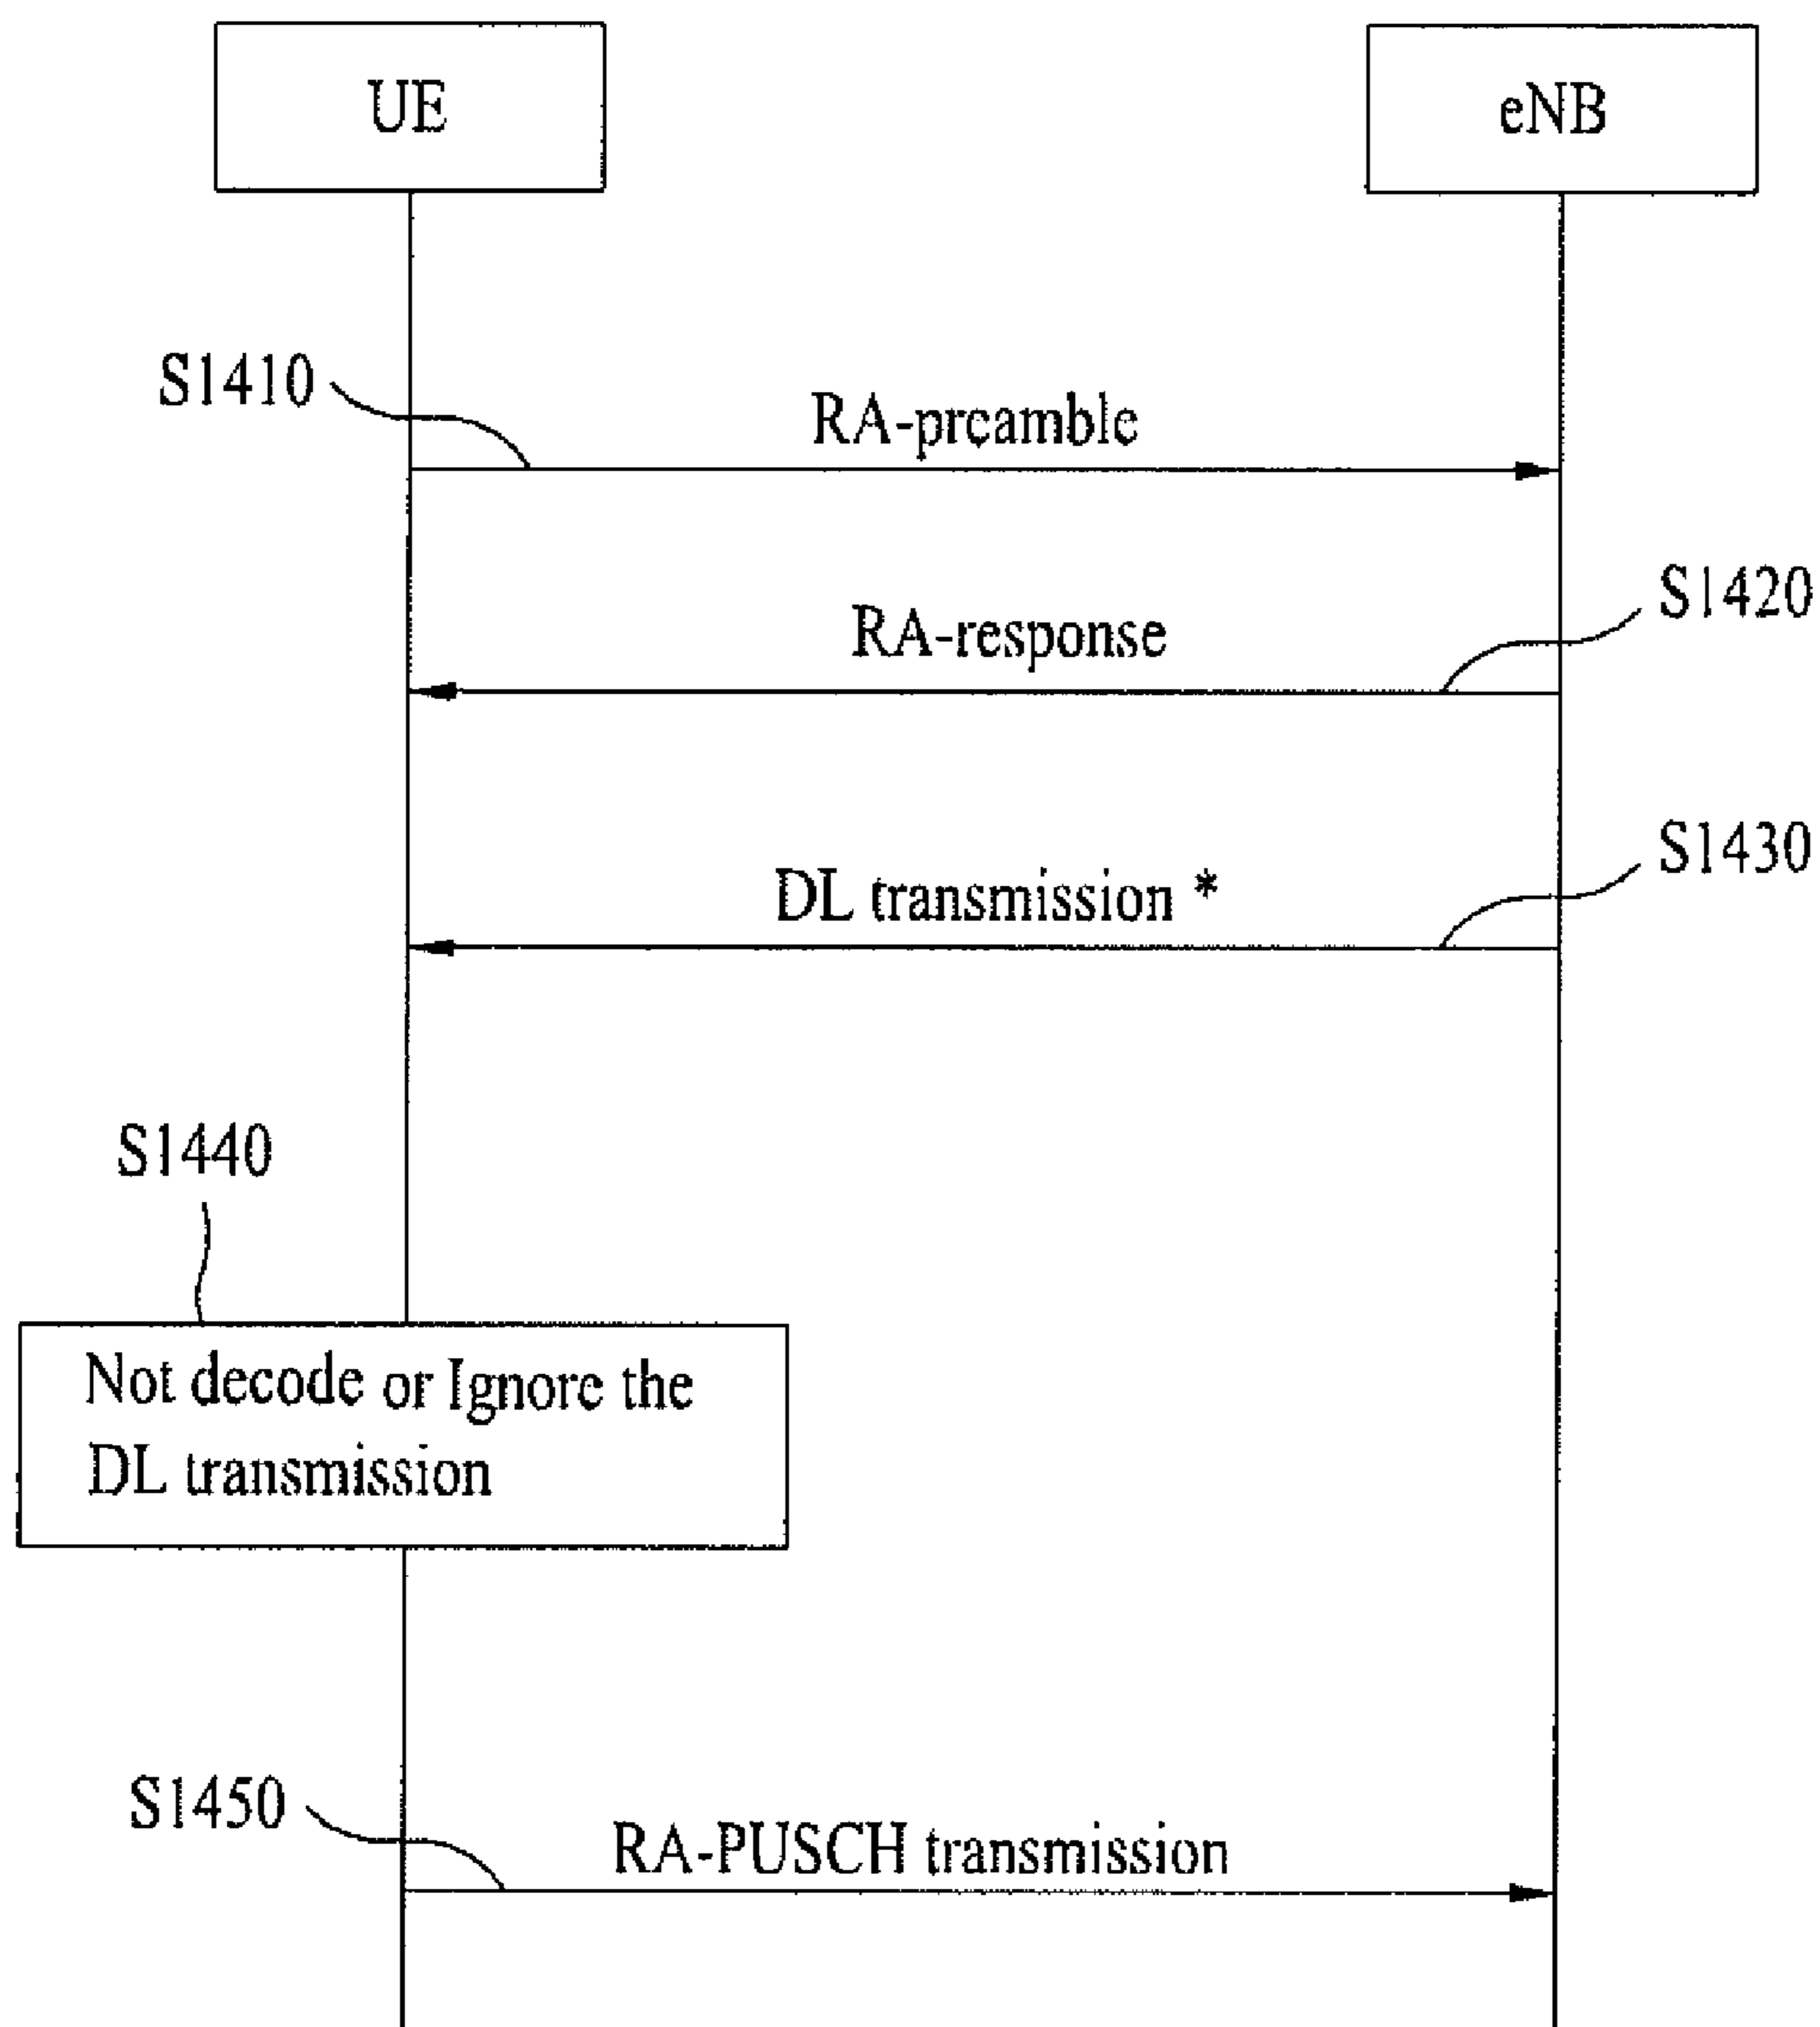 UE
eNB
S1410
RA-preamble
S1420
RA-response
S1430
DL transmission *
S1440
Not decode or Ignore the
DL transmission
S1450
RA-PUSCH transmission